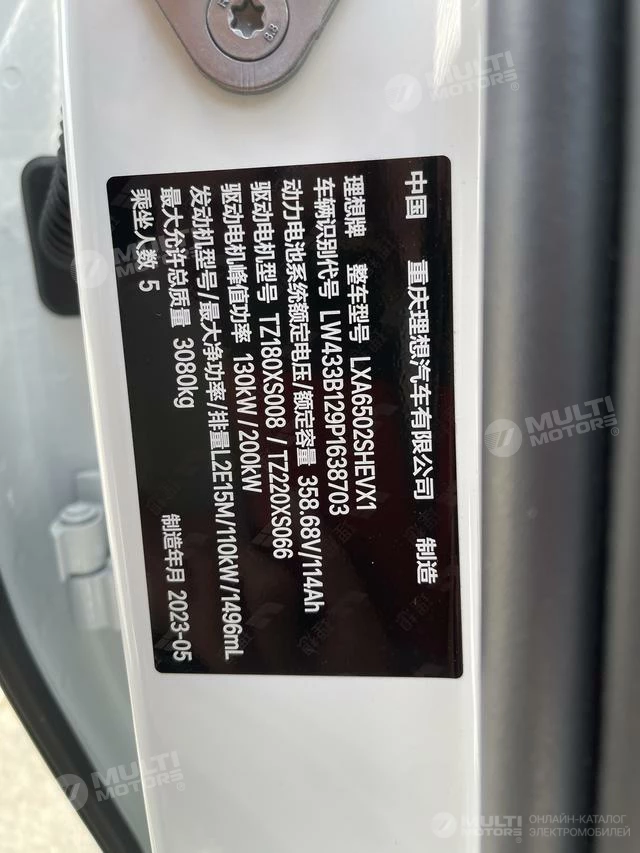 8.8
中国 重庆理想汽车有限公司 制造
理想牌 整车型号 LXA6502SHEVX1
车辆识别代号 LW433B129P1638703
动力电池系统额定电压/额定容量 358.68V/114Ah
驱动电机型号 TZ180XS008 / TZ220XS066
驱动电机峰值功率 130kW/200kW
发动机型号/最大净功率/排量L2E15M/110kW/1496mL
最大允许总质量 3080kg 制造年月 2023-05
乘坐人数 5
MULTI
MOTORS®
MULTI
MOTORS®
MULTI
MOTORS®
MULTI
MOTORS®
MULTI
MOTORS®
ОНЛАЙН-КАТАЛОГ
ЭЛЕКТРОМОБИЛЕЙ